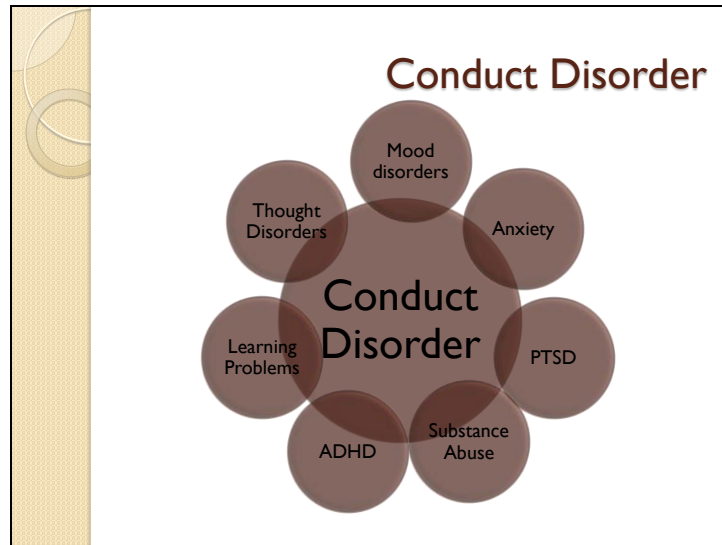 Conduct Disorder
Mood
disorders
Anxiety
PTSD
Substance
Abuse
ADHD
Learning
Problems
Thought
Disorders
Conduct
Disorder